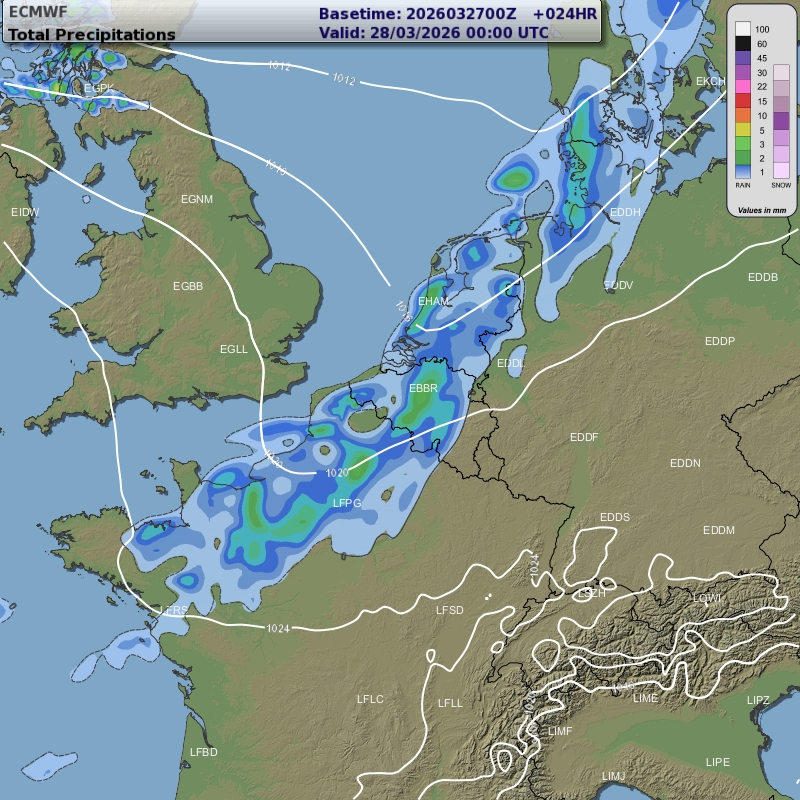 ECMWF
Basetime: 2026032700Z +024HR
Total Precipitations
Valid: 28/03/2026 00:00 UTC
100
60
45
30
22
15
10
5
3
2
1
RAIN SNOW
Values in mm
1012
1012
EKCH
EGPK
1016
EGNM
EIDW
EDDH
EGBB
EDDV
EDDB
EHAM
1016
EGLL
EDDP
EDDL
EBBR
EDDF
1020
1020
EDDN
LFPG
EDDS
EDDM
1024
LSZH
LOWI
LFRS
LFSD
1024
LFLC
LFLL
LIME
LIPZ
LIMF
LFBD
LIPE
LIMJ